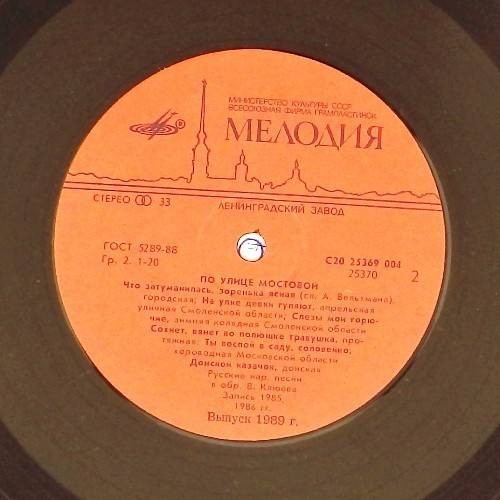 МИНИСТЕРСТВО КУЛЬТУРЫ СССР
ВСЕСОЮЗНАЯ ФИРМА ГРАМПЛАСТИНОК
МЕЛОДИЯ
СТЕРЕО 33
ЛЕНИНГРАДСКИЙ ЗАВОД
ГОСТ 5289-88
Гр. 2. 1-20
С20 25369 004
25370
2
ПО УЛИЦЕ МОСТОВОЙ
Что затуманилась, зоренька ясная (сл. А. Вельтмана),
городская; На улке девки гуляют, апрельская
уличная Смоленской области; Слезы мои горю-
чие, зимняя колядная Смоленской области
Сохнет, вянет во полюшке травушка, про-
тяжная; Ты воспой в саду, соловейко,
хороводная Московской области
Донской казачок, донская
Русские нар. песни
в обр. В. Клюева
Запись 1985,
1986 гг.
Выпуск 1989 г.